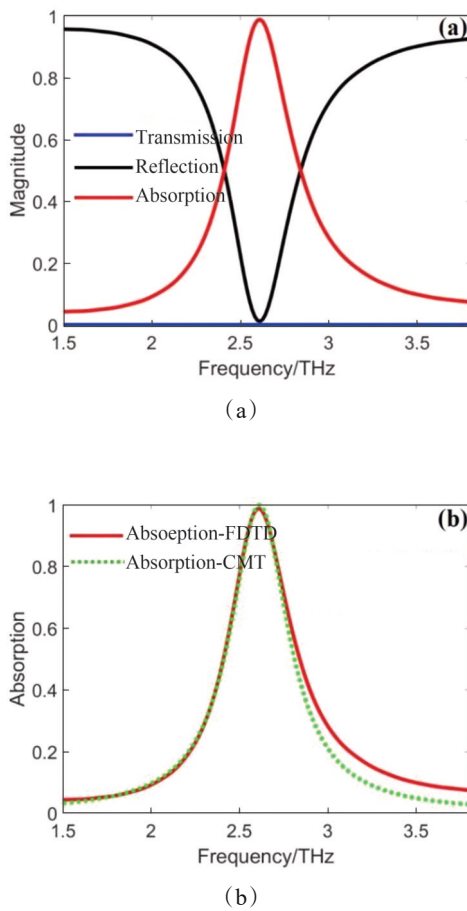 (a)
1
0.8
0.6
0.4
0.2
0
Magnitude
Transmission
Reflection
Absorption
1.5 2 2.5 3 3.5
Frequency/THz
(a)
(b)
1
0.8
0.6
0.4
0.2
0
Absorption
Absoeption-FDTD
Absorption-CMT
1.5 2 2.5 3 3.5
Frequency/THz
(b)